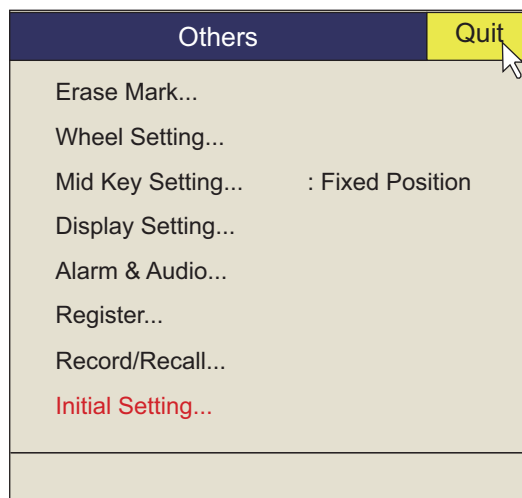 Others Quit
Erase Mark...
Wheel Setting...
Mid Key Setting... : Fixed Position
Display Setting...
Alarm & Audio...
Register...
Record/Recall...
Initial Setting...